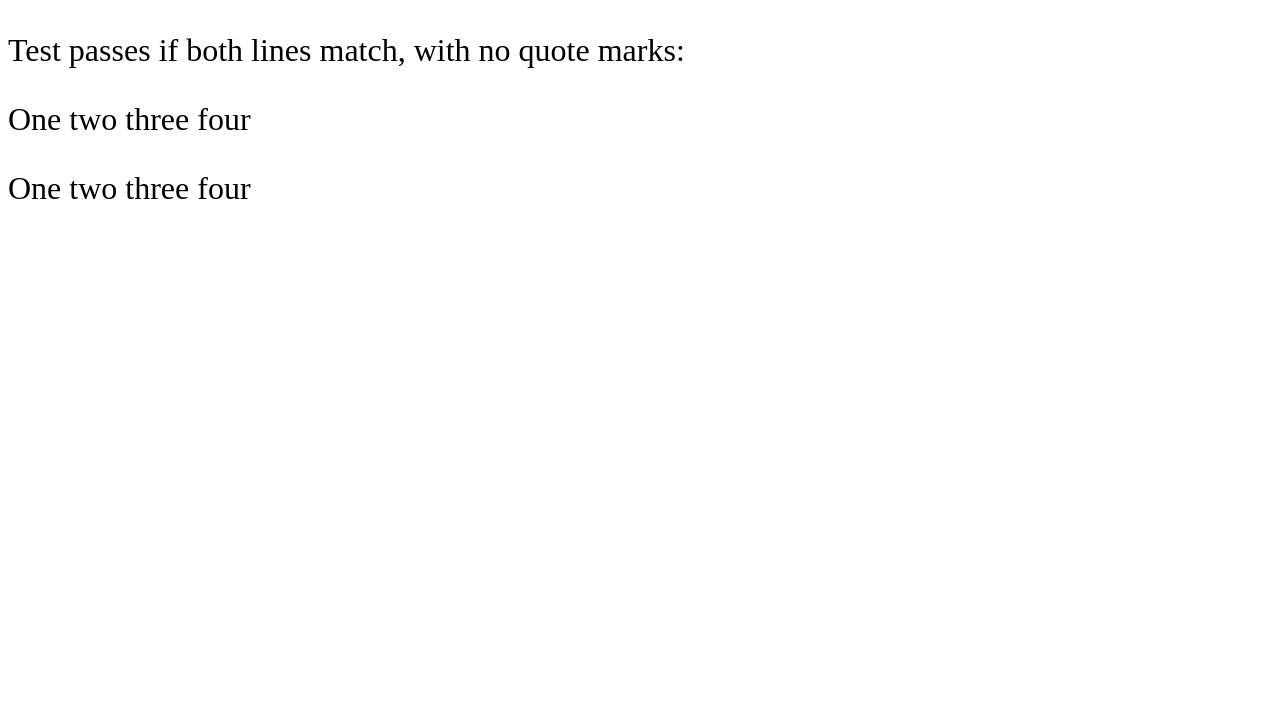 Test passes if both lines match, with no quote marks:
One two three four
One two three four